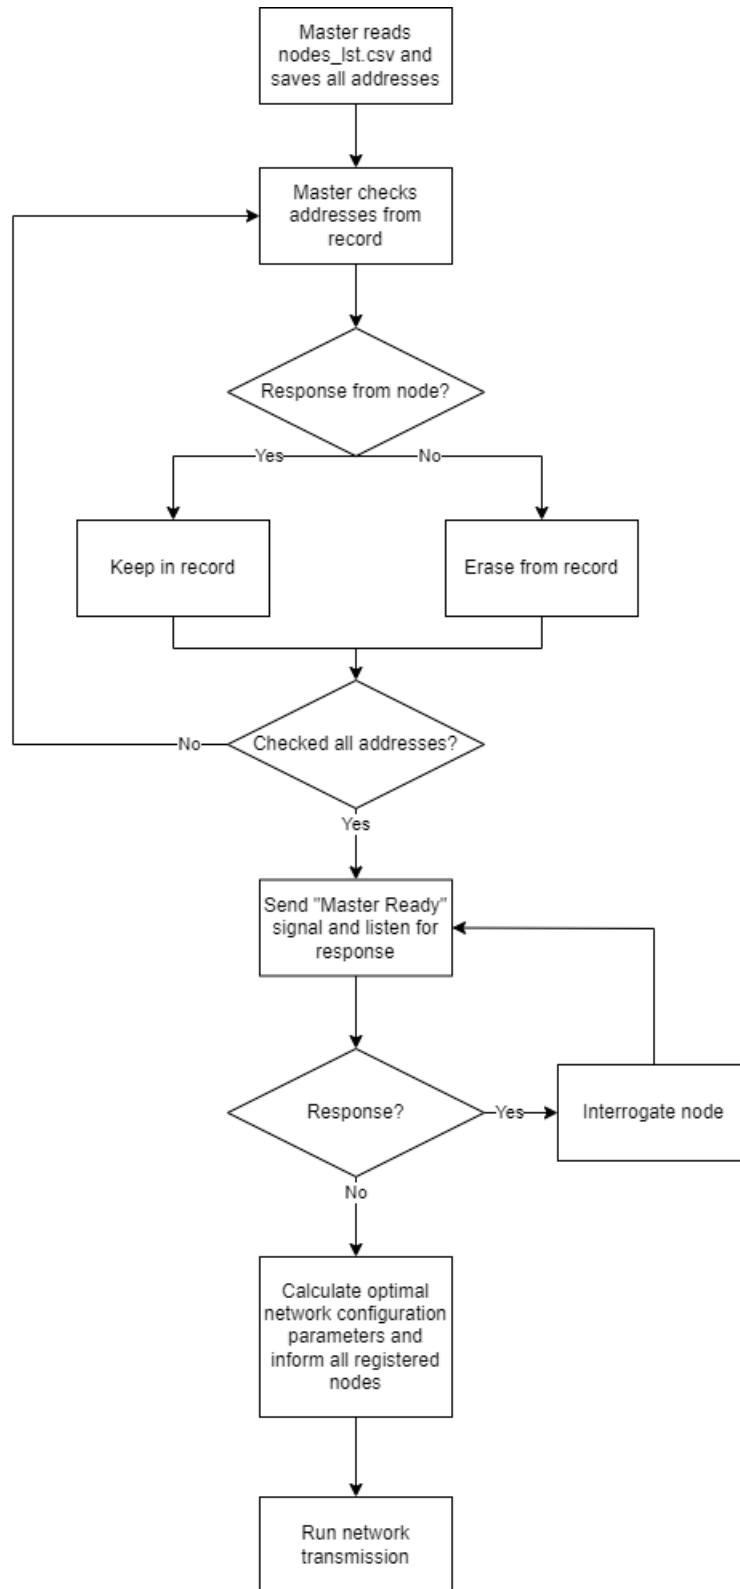 Master reads
nodes_lst.csv and
saves all addresses
Master checks
addresses from
record
Response from node?
Yes
No
Keep in record
Erase from record
Checked all addresses?
No
Yes
Send "Master Ready"
signal and listen for
response
Response?
Yes
Interrogate node
No
Calculate optimal
network configuration
parameters and
inform all registered
nodes
Run network
transmission